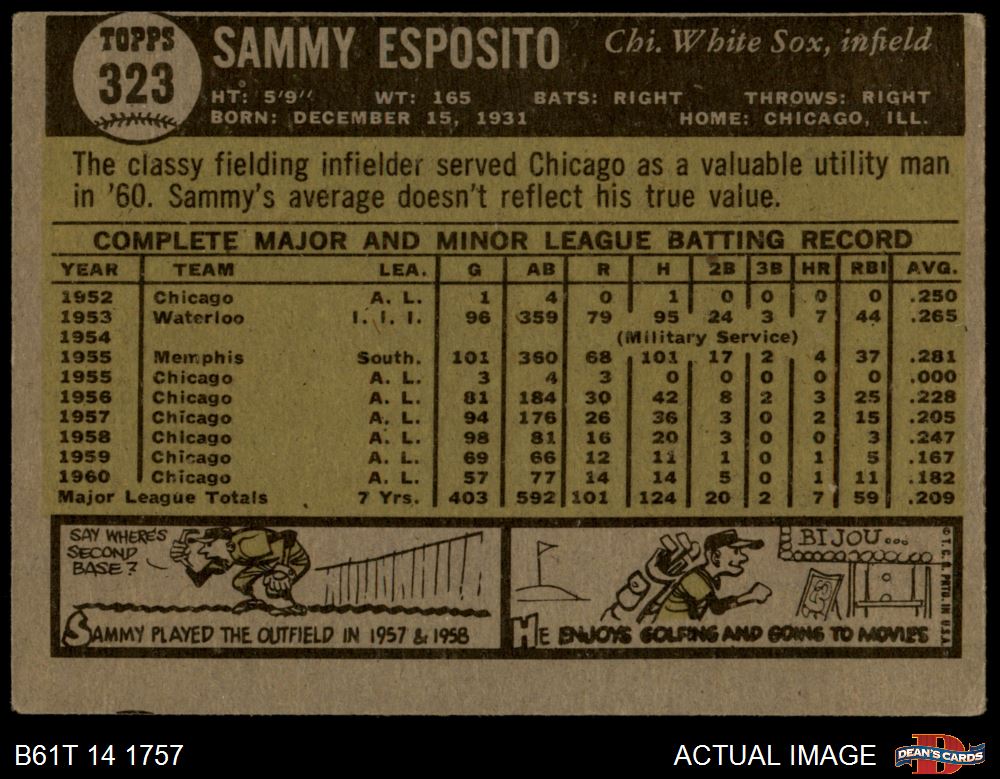 TOPPS
323
SAMMY ESPOSITO
Chi. White Sox, infield
HT: 5'9" WT: 165 BATS: RIGHT THROWS: RIGHT
BORN: DECEMBER 15, 1931 HOME: CHICAGO, ILL.
The classy fielding infielder served Chicago as a valuable utility man
in '60. Sammy's average doesn't reflect his true value.
COMPLETE MAJOR AND MINOR LEAGUE BATTING RECORD
YEAR TEAM LEA. G AB R H 2B 3B HR RBI AVG.
1952 Chicago A. L. 1 4 0 1 0 0 0 0 .250
1953 Waterloo I. I. I. 96 359 79 95 24 3 7 44 .265
1954 (Military Service)
1955 Memphis South. 101 360 68 101 17 2 4 37 .281
1955 Chicago A. L. 3 4 3 0 0 0 0 0 .000
1956 Chicago A. L. 81 184 30 42 8 2 3 25 .228
1957 Chicago A. L. 94 176 26 36 3 0 2 15 .205
1958 Chicago A. L. 98 81 16 20 3 0 0 3 .247
1959 Chicago A. L. 69 66 12 11 1 0 1 5 .167
1960 Chicago A. L. 57 77 14 14 5 0 1 11 .182
Major League Totals 7 Yrs. 403 592 101 124 20 2 7 59 .209
SAY WHERE'S
SECOND
BASE?
SAMMY PLAYED THE OUTFIELD IN 1957 & 1958
BIJOU...
HE ENJOYS GOLFING AND GOING TO MOVIES
© T. C. G. PRTD. IN U.S.A.
B61T 14 1757
ACTUAL IMAGE
DEAN'S CARDS